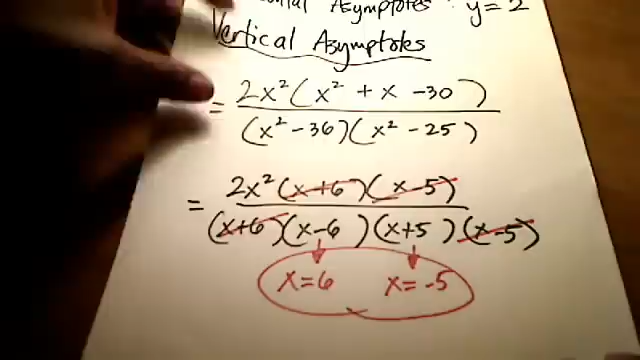 Asymptotes : y = 2
Vertical Asymptotes
= 2x²(x² + x - 30) / (x² - 36)(x² - 25)
= 2x²(x+6)(x-5) / (x+6)(x-6)(x+5)(x-5)
x = 6 x = -5